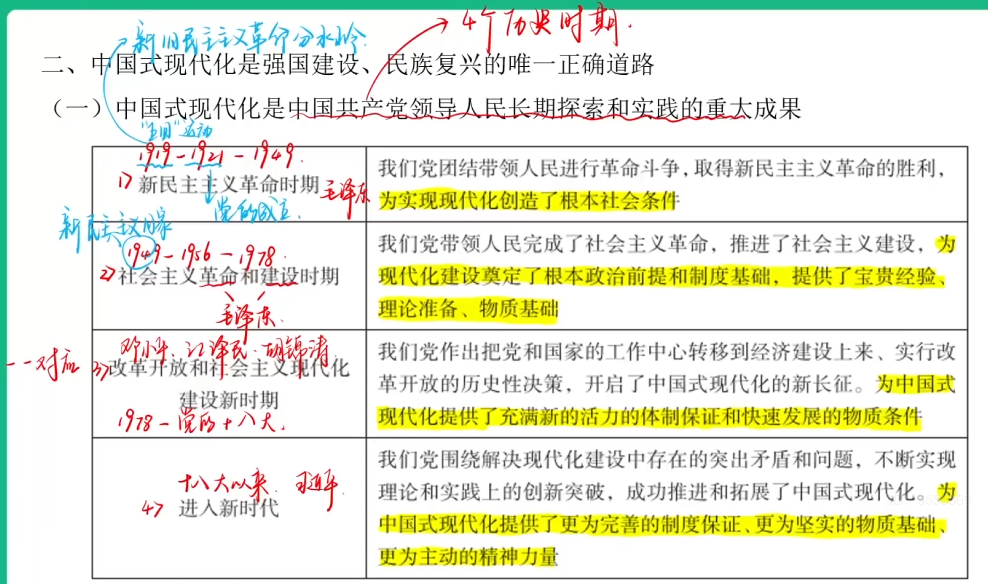 新旧民主主义革命分水岭
4个历史时期.
二、中国式现代化是强国建设、民族复兴的唯一正确道路
（一）中国式现代化是中国共产党领导人民长期探索和实践的重大成果
"五四"运动
1919-1921-1949.
1>新民主主义革命时期
毛泽东
党的成立.
我们党团结带领人民进行革命斗争，取得新民主主义革命的胜利，
为实现现代化创造了根本社会条件
1949-1956-1978.
2>社会主义革命和建设时期
毛泽东.
我们党带领人民完成了社会主义革命，推进了社会主义建设，为
现代化建设奠定了根本政治前提和制度基础，提供了宝贵经验、
理论准备、物质基础
邓小平、江泽民、胡锦涛
一一对应
3>改革开放和社会主义现代化
建设新时期
1978-党的十八大.
我们党作出把党和国家的工作中心转移到经济建设上来、实行改
革开放的历史性决策，开启了中国式现代化的新长征。为中国式
现代化提供了充满新的活力的体制保证和快速发展的物质条件
十八大以来. 习近平.
4>进入新时代
我们党围绕解决现代化建设中存在的突出矛盾和问题，不断实现
理论和实践上的创新突破，成功推进和拓展了中国式现代化。为
中国式现代化提供了更为完善的制度保证、更为坚实的物质基础、
更为主动的精神力量